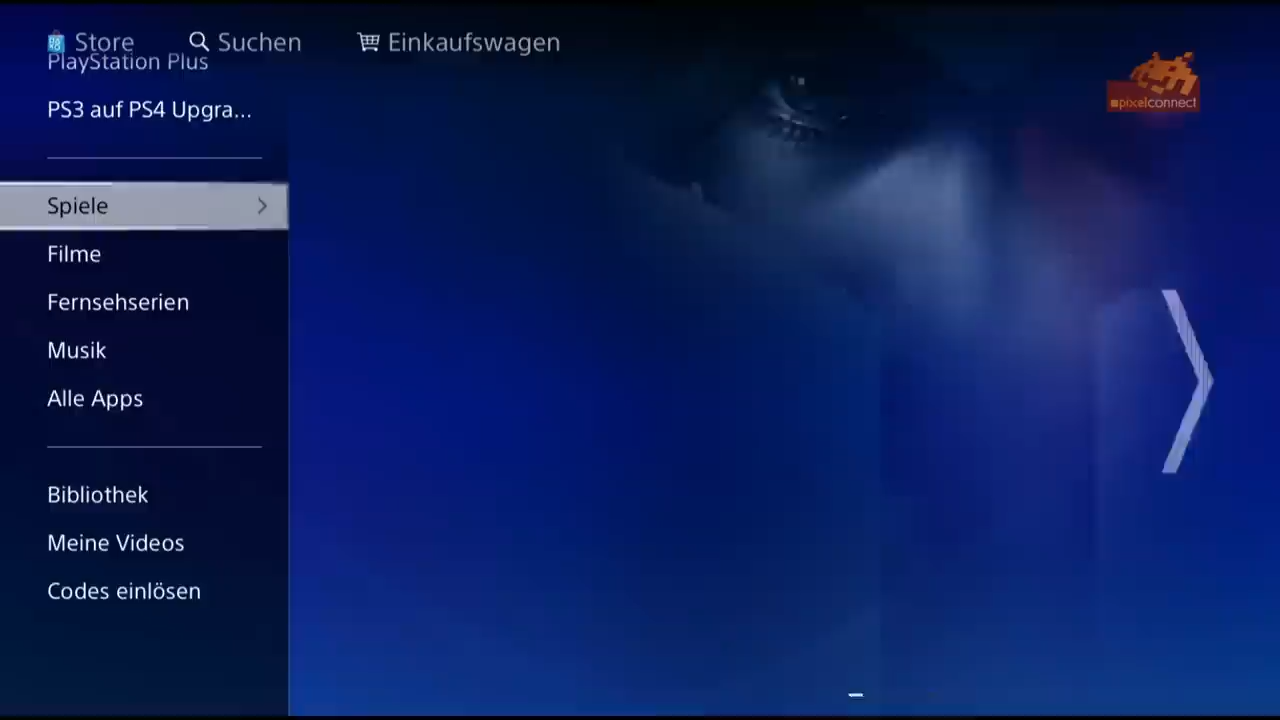 Store Suchen Einkaufswagen
PlayStation Plus
PS3 auf PS4 Upgra...
Spiele
Filme
Fernsehserien
Musik
Alle Apps
Bibliothek
Meine Videos
Codes einlösen
pixelconnect